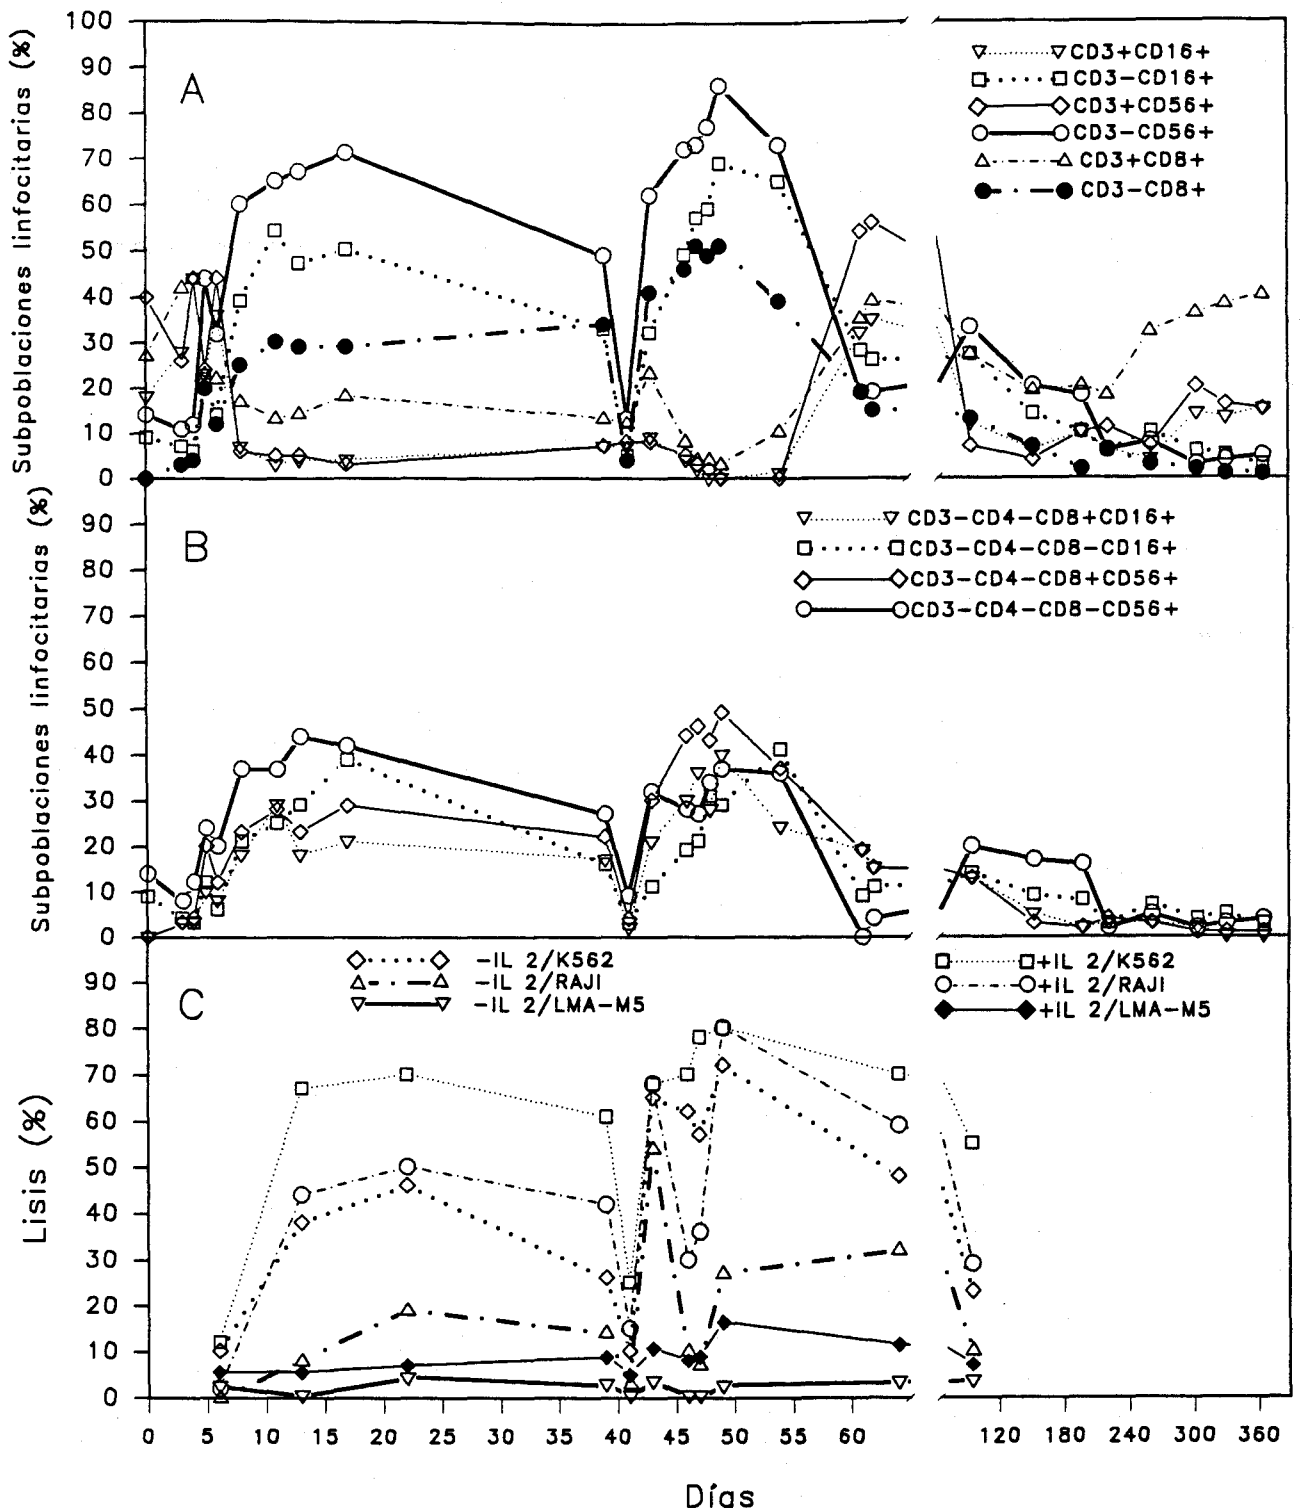 Subpoblaciones linfocitarias (%)
100
90
80
70
60
50
40
30
20
10
0
A
CD3+CD16+
CD3-CD16+
CD3+CD56+
CD3-CD56+
CD3+CD8+
CD3-CD8+
Subpoblaciones linfocitarias (%)
90
80
70
60
50
40
30
20
10
0
B
CD3-CD4-CD8+CD16+
CD3-CD4-CD8-CD16+
CD3-CD4-CD8+CD56+
CD3-CD4-CD8-CD56+
Lisis (%)
90
80
70
60
50
40
30
20
10
0
C
-IL 2/K562
-IL 2/RAJI
-IL 2/LMA-M5
+IL 2/K562
+IL 2/RAJI
+IL 2/LMA-M5
0 5 10 15 20 25 30 35 40 45 50 55 60 120 180 240 300 360
Días